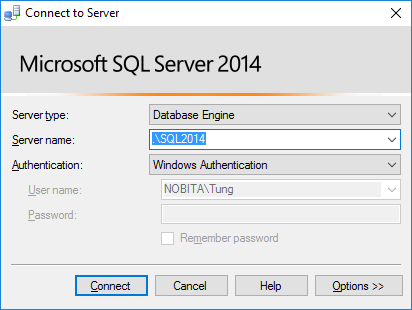 Connect to Server
Microsoft SQL Server 2014
Server type: Database Engine
Server name: .\SQL2014
Authentication: Windows Authentication
User name: NOBITA\Tung
Password:
Remember password
Connect Cancel Help Options >>